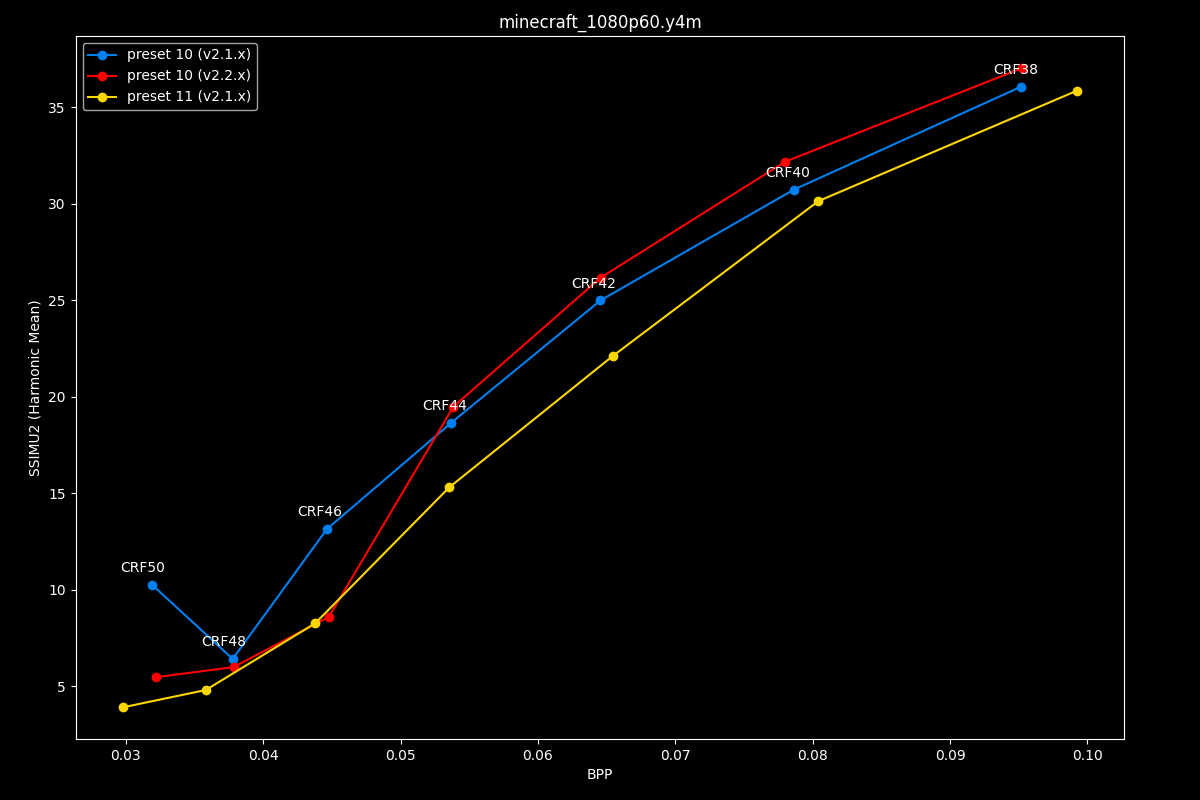 minecraft_1080p60.y4m
preset 10 (v2.1.x)
preset 10 (v2.2.x)
preset 11 (v2.1.x)
CRF38
CRF40
CRF42
CRF44
CRF46
CRF50
CRF48
SSIMU2 (Harmonic Mean)
35
30
25
20
15
10
5
0.03 0.04 0.05 0.06 0.07 0.08 0.09 0.10
BPP